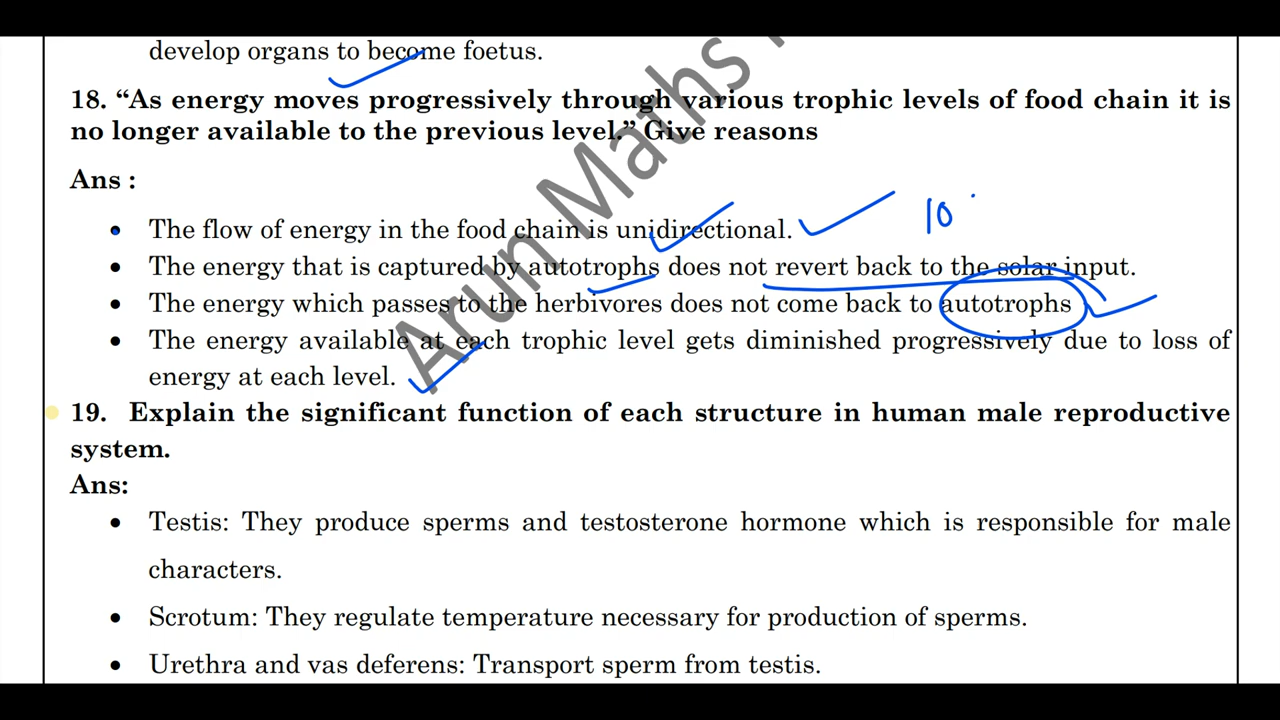 develop organs to become foetus.
18. “As energy moves progressively through various trophic levels of food chain it is
no longer available to the previous level.” Give reasons
Ans :
• The flow of energy in the food chain is unidirectional.
10
• The energy that is captured by autotrophs does not revert back to the solar input.
• The energy which passes to the herbivores does not come back to autotrophs
• The energy available at each trophic level gets diminished progressively due to loss of
energy at each level.
19. Explain the significant function of each structure in human male reproductive
system.
Ans:
• Testis: They produce sperms and testosterone hormone which is responsible for male
characters.
• Scrotum: They regulate temperature necessary for production of sperms.
• Urethra and vas deferens: Transport sperm from testis.
Arun Maths